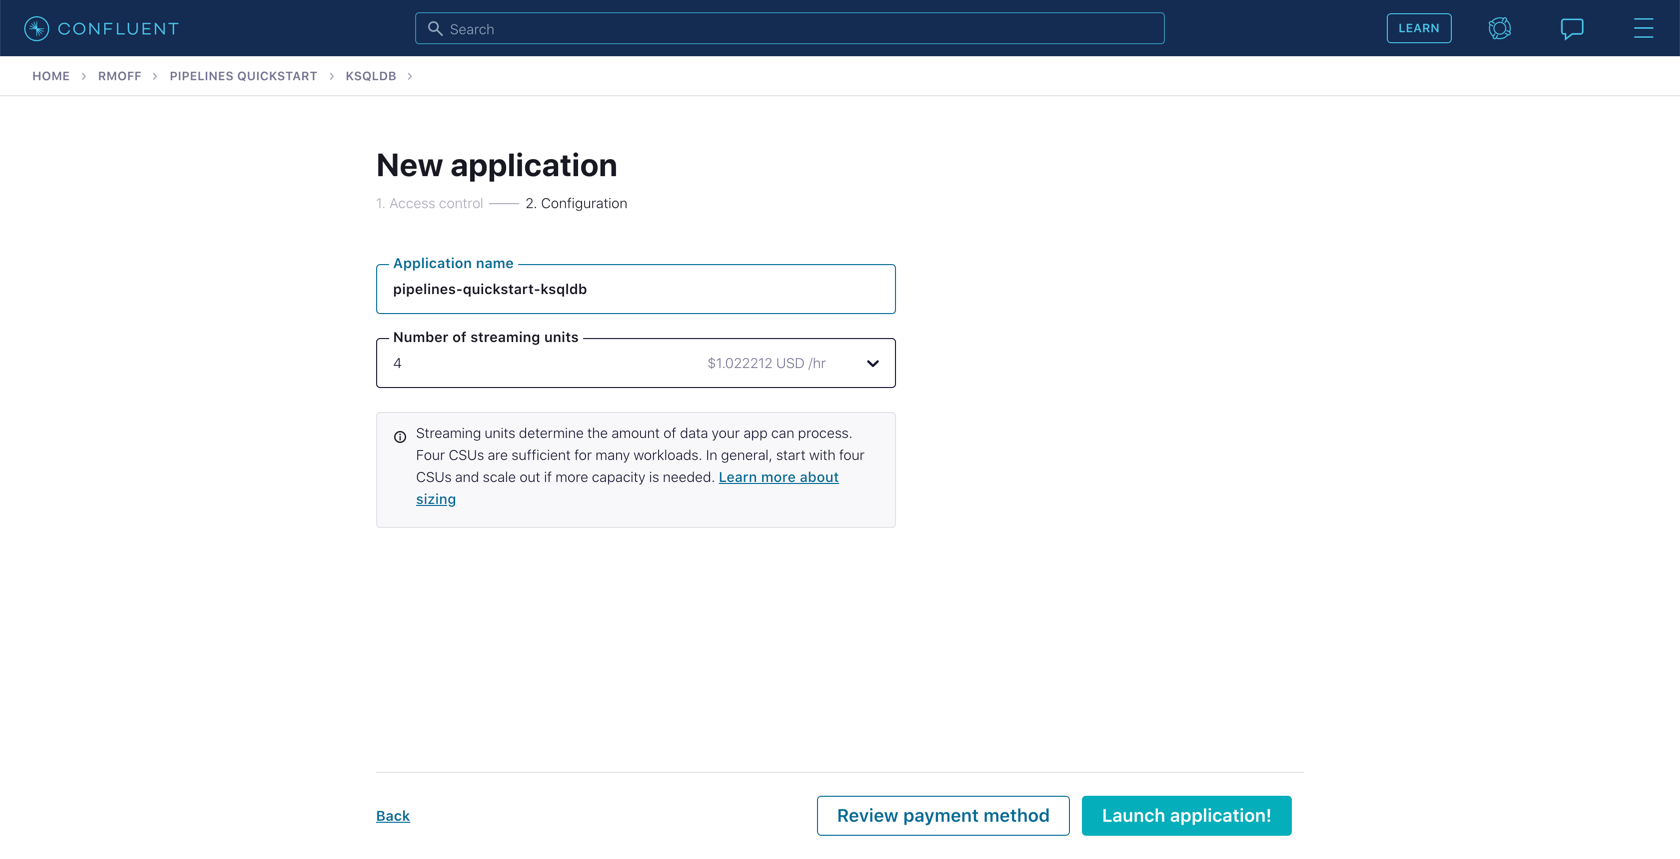 CONFLUENT
Search
LEARN
HOME > RMOFF > PIPELINES QUICKSTART > KSQLDB >
New application
1. Access control 2. Configuration
Application name
pipelines-quickstart-ksqldb
Number of streaming units
4 $1.022212 USD /hr
Streaming units determine the amount of data your app can process.
Four CSUs are sufficient for many workloads. In general, start with four
CSUs and scale out if more capacity is needed. Learn more about
sizing
Back
Review payment method
Launch application!